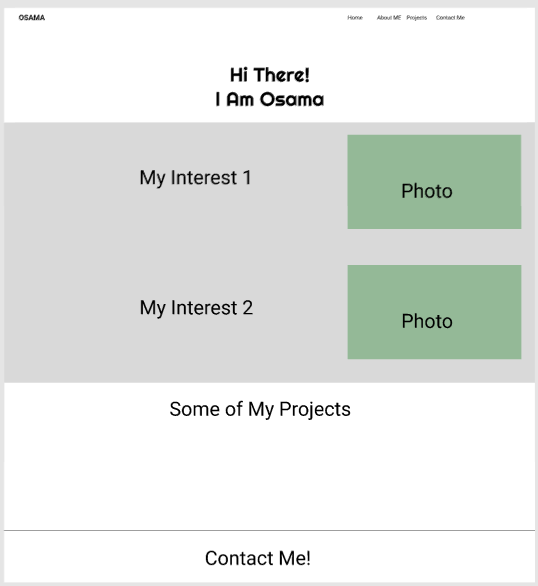 OSAMA
Home About ME Projects Contact Me
Hi There!
I Am Osama
My Interest 1
Photo
My Interest 2
Photo
Some of My Projects
Contact Me!